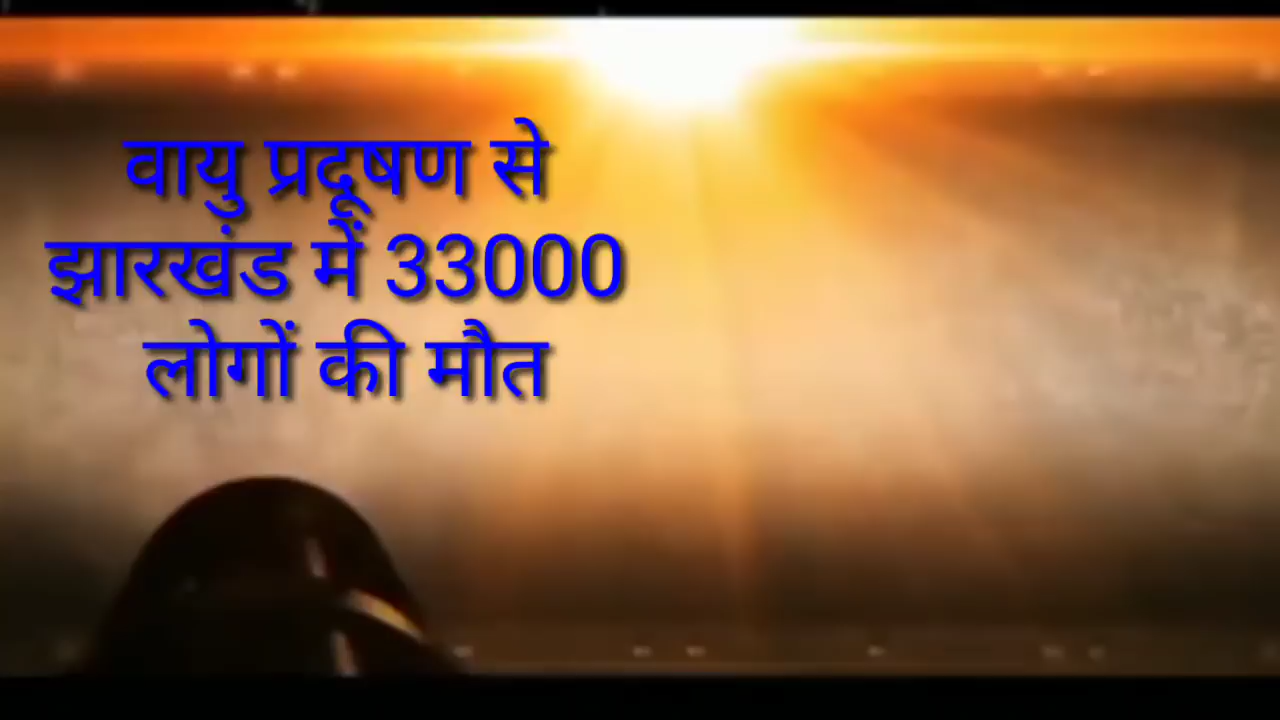 वायु प्रदूषण से
झारखंड में 33000
लोगों की मौत